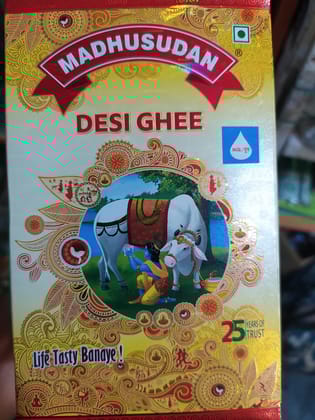 MADHUSUDAN
®
DESI GHEE
25 YEARS OF
TRUST
Life Tasty Banaye !